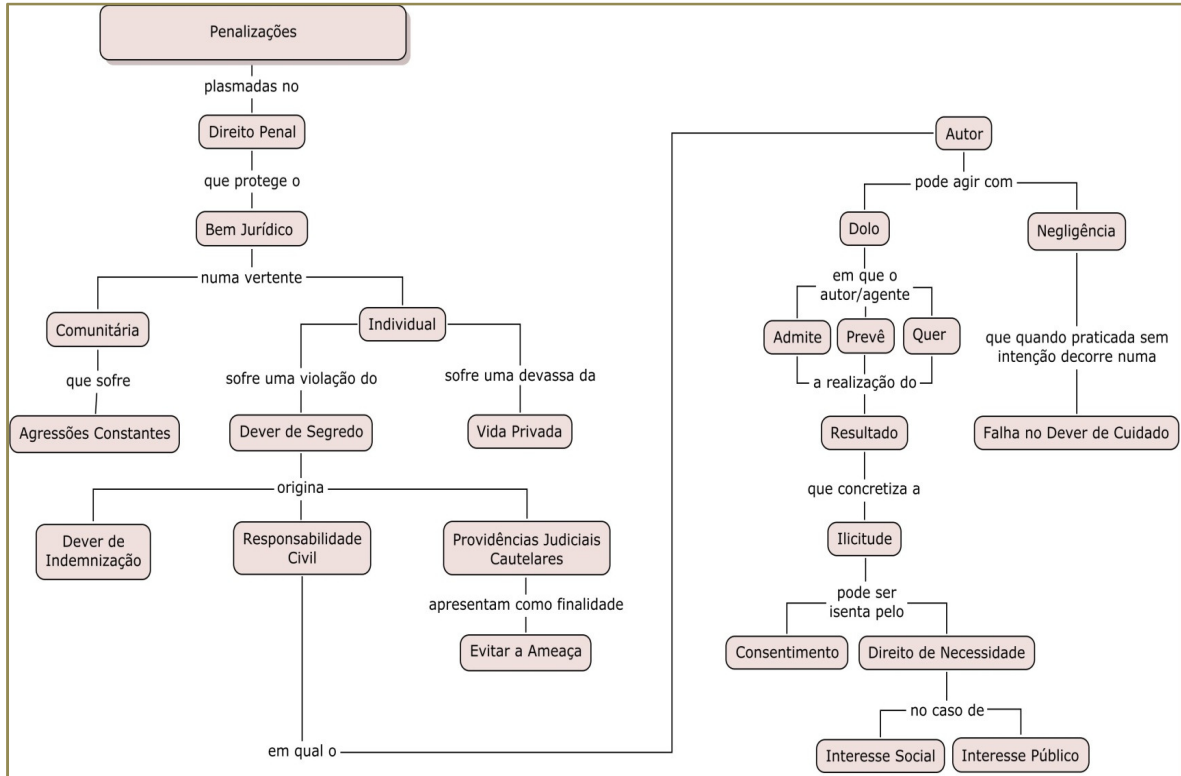 Penalizações
plasmadas no
Direito Penal
que protege o
Bem Jurídico
numa vertente
Comunitária
Individual
que sofre
sofre uma violação do
sofre uma devassa da
Agressões Constantes
Dever de Segredo
Vida Privada
origina
Dever de
Indemnização
Responsabilidade
Civil
Providências Judiciais
Cautelares
apresentam como finalidade
Evitar a Ameaça
em qual o
Autor
pode agir com
Dolo
Negligência
em que o
autor/agente
Admite
Prevê
Quer
que quando praticada sem
intenção decorre numa
a realização do
Resultado
Falha no Dever de Cuidado
que concretiza a
Ilicitude
pode ser
isenta pelo
Consentimento
Direito de Necessidade
no caso de
Interesse Social
Interesse Público